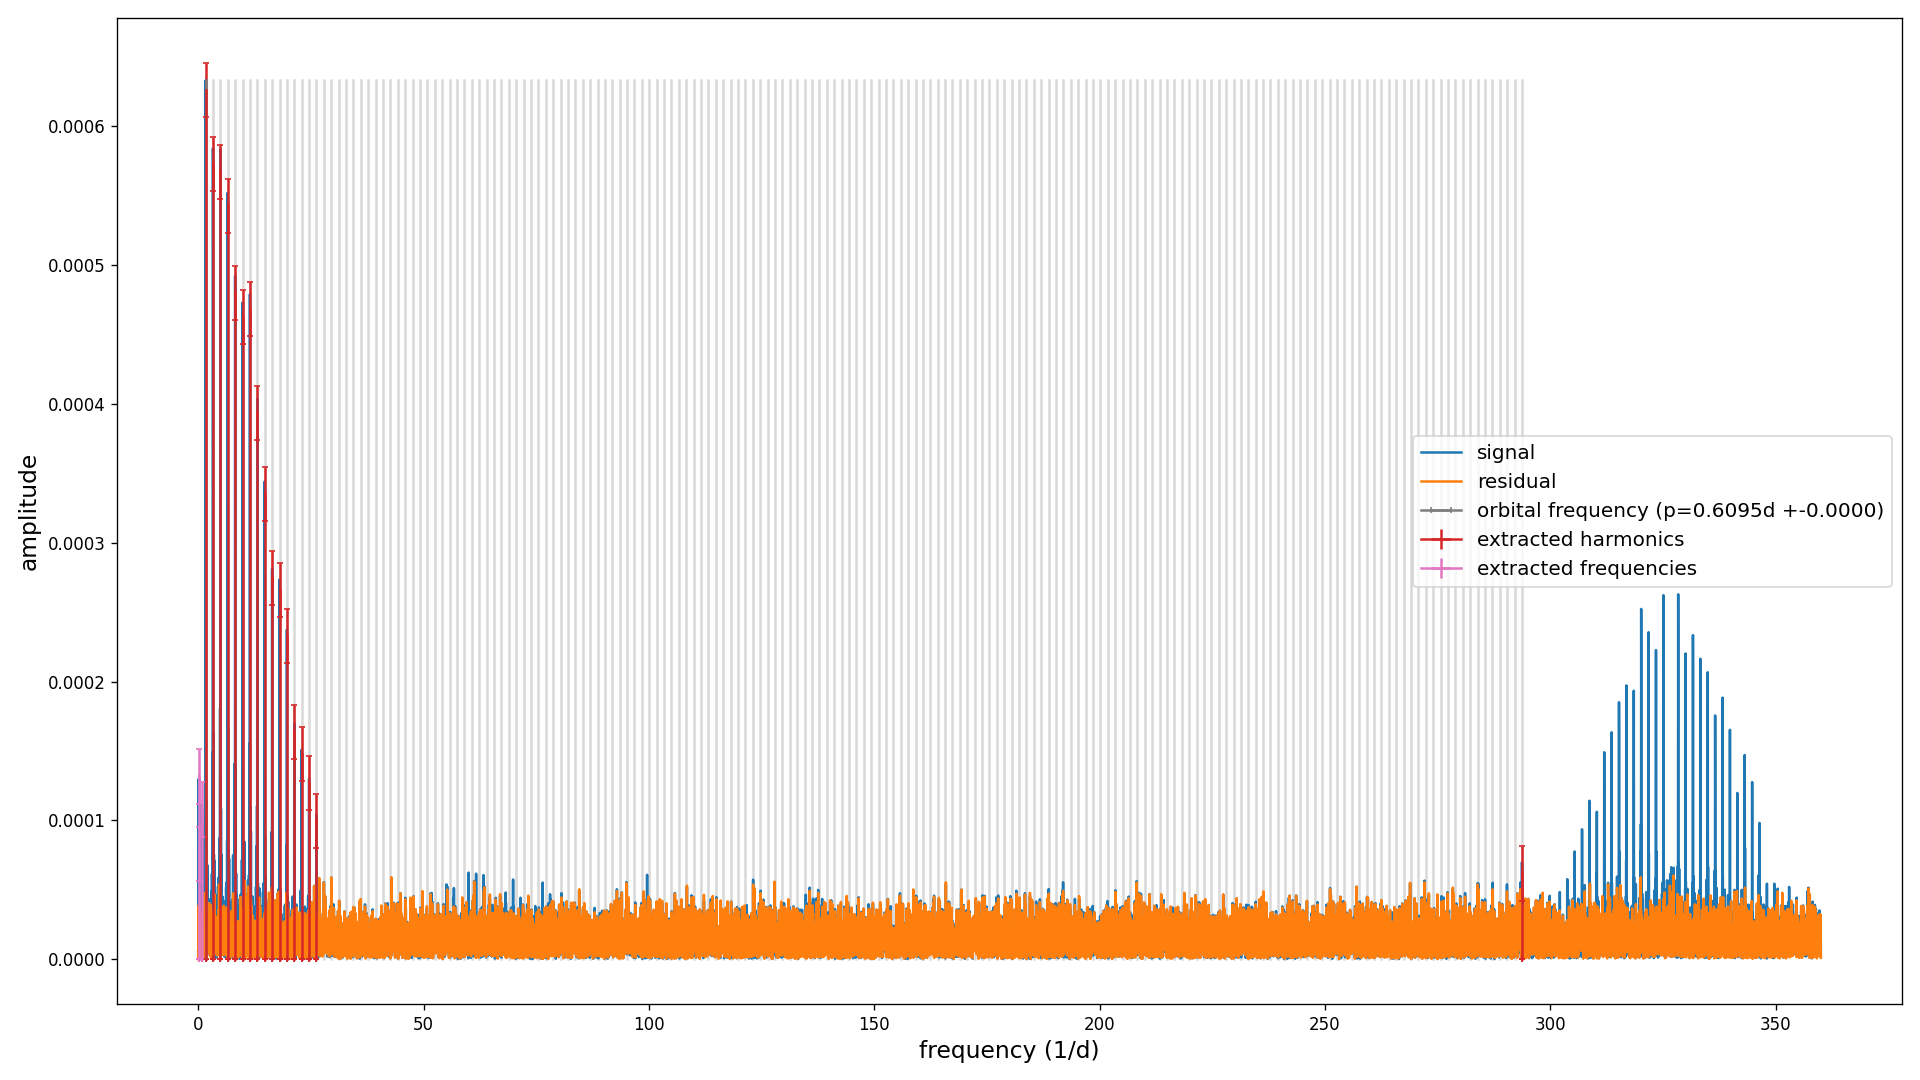 0.0006
0.0005
0.0004
0.0003
0.0002
0.0001
0.0000
amplitude
signal
residual
orbital frequency (p=0.6095d +-0.0000)
extracted harmonics
extracted frequencies
0 50 100 150 200 250 300 350
frequency (1/d)